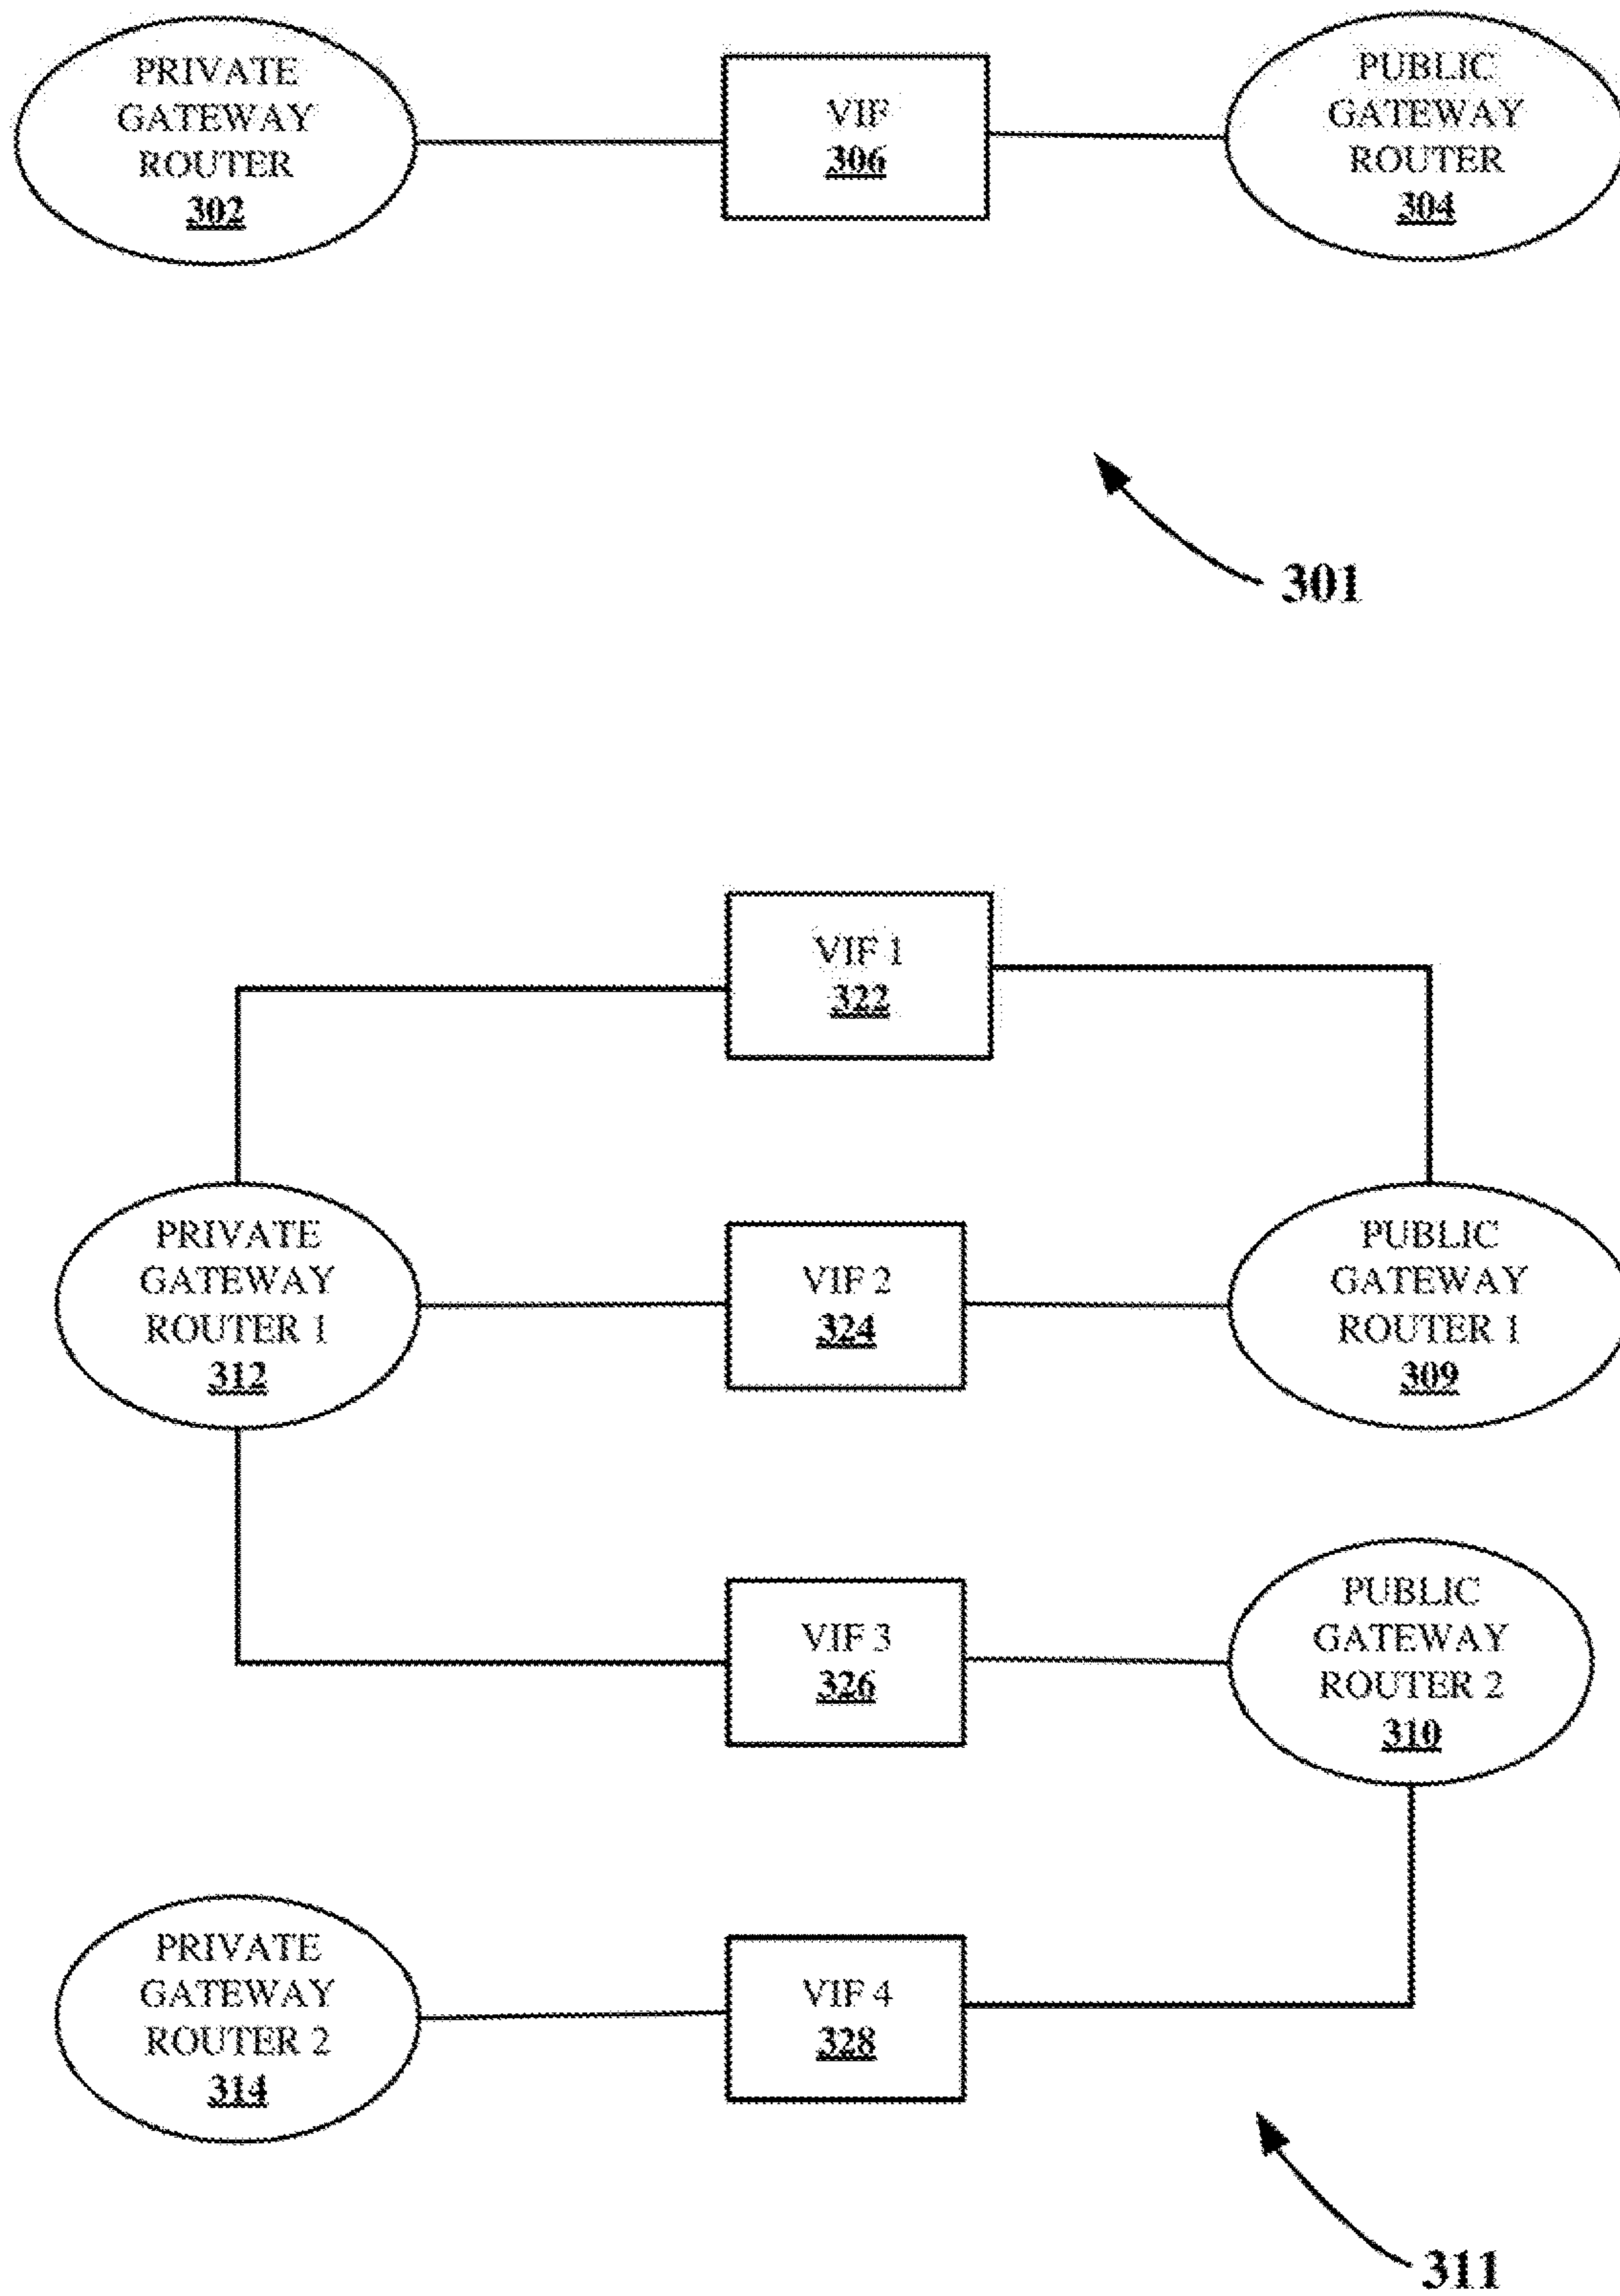 PRIVATE
GATEWAY
ROUTER
302
VIF
306
PUBLIC
GATEWAY
ROUTER
304
301
VIF 1
322
PRIVATE
GATEWAY
ROUTER 1
312
VIF 2
324
PUBLIC
GATEWAY
ROUTER 1
309
VIF 3
326
PUBLIC
GATEWAY
ROUTER 2
310
PRIVATE
GATEWAY
ROUTER 2
314
VIF 4
328
311